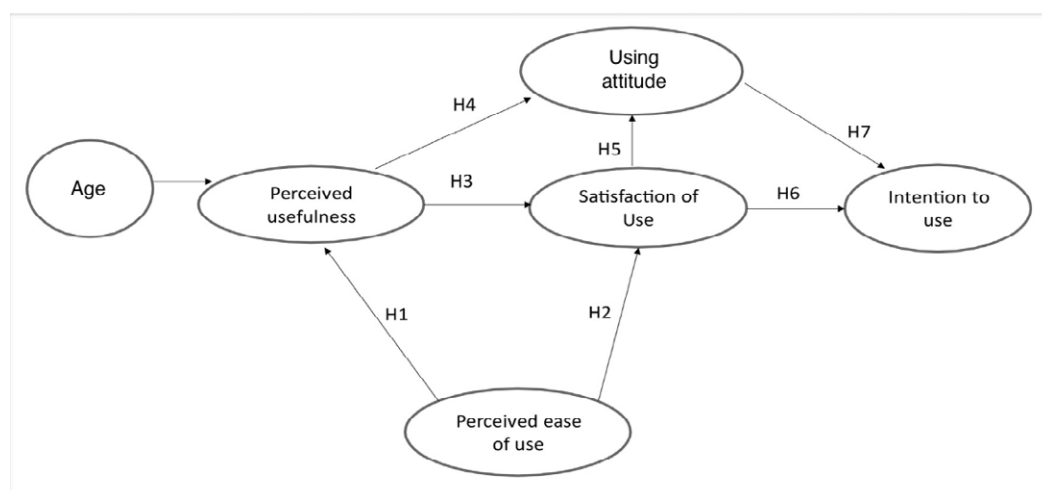 Using
attitude
H4
H7
H5
Age
Perceived
usefulness
H3
Satisfaction of
Use
H6
Intention to
use
H1
H2
Perceived ease
of use